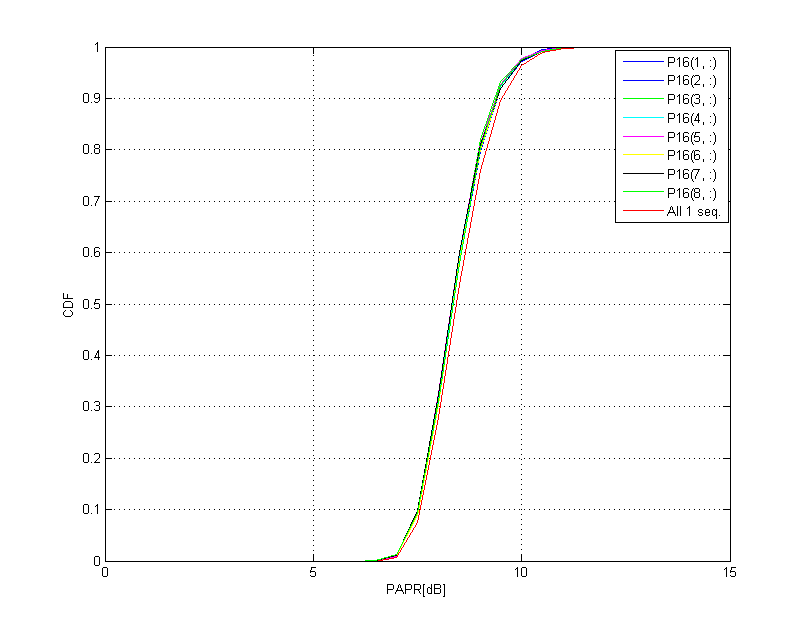 1
0.9
0.8
0.7
0.6
0.5
0.4
0.3
0.2
0.1
0
CDF
0 5 10 15
PAPR[dB]
P16(1, :)
P16(2, :)
P16(3, :)
P16(4, :)
P16(5, :)
P16(6, :)
P16(7, :)
P16(8, :)
All 1 seq.